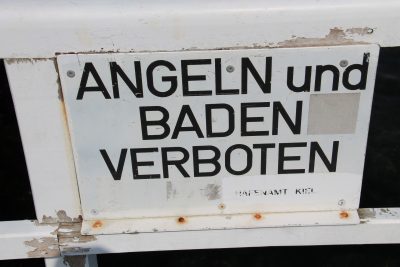 ANGELN und
BADEN
VERBOTEN
HAFENAMT KIEL